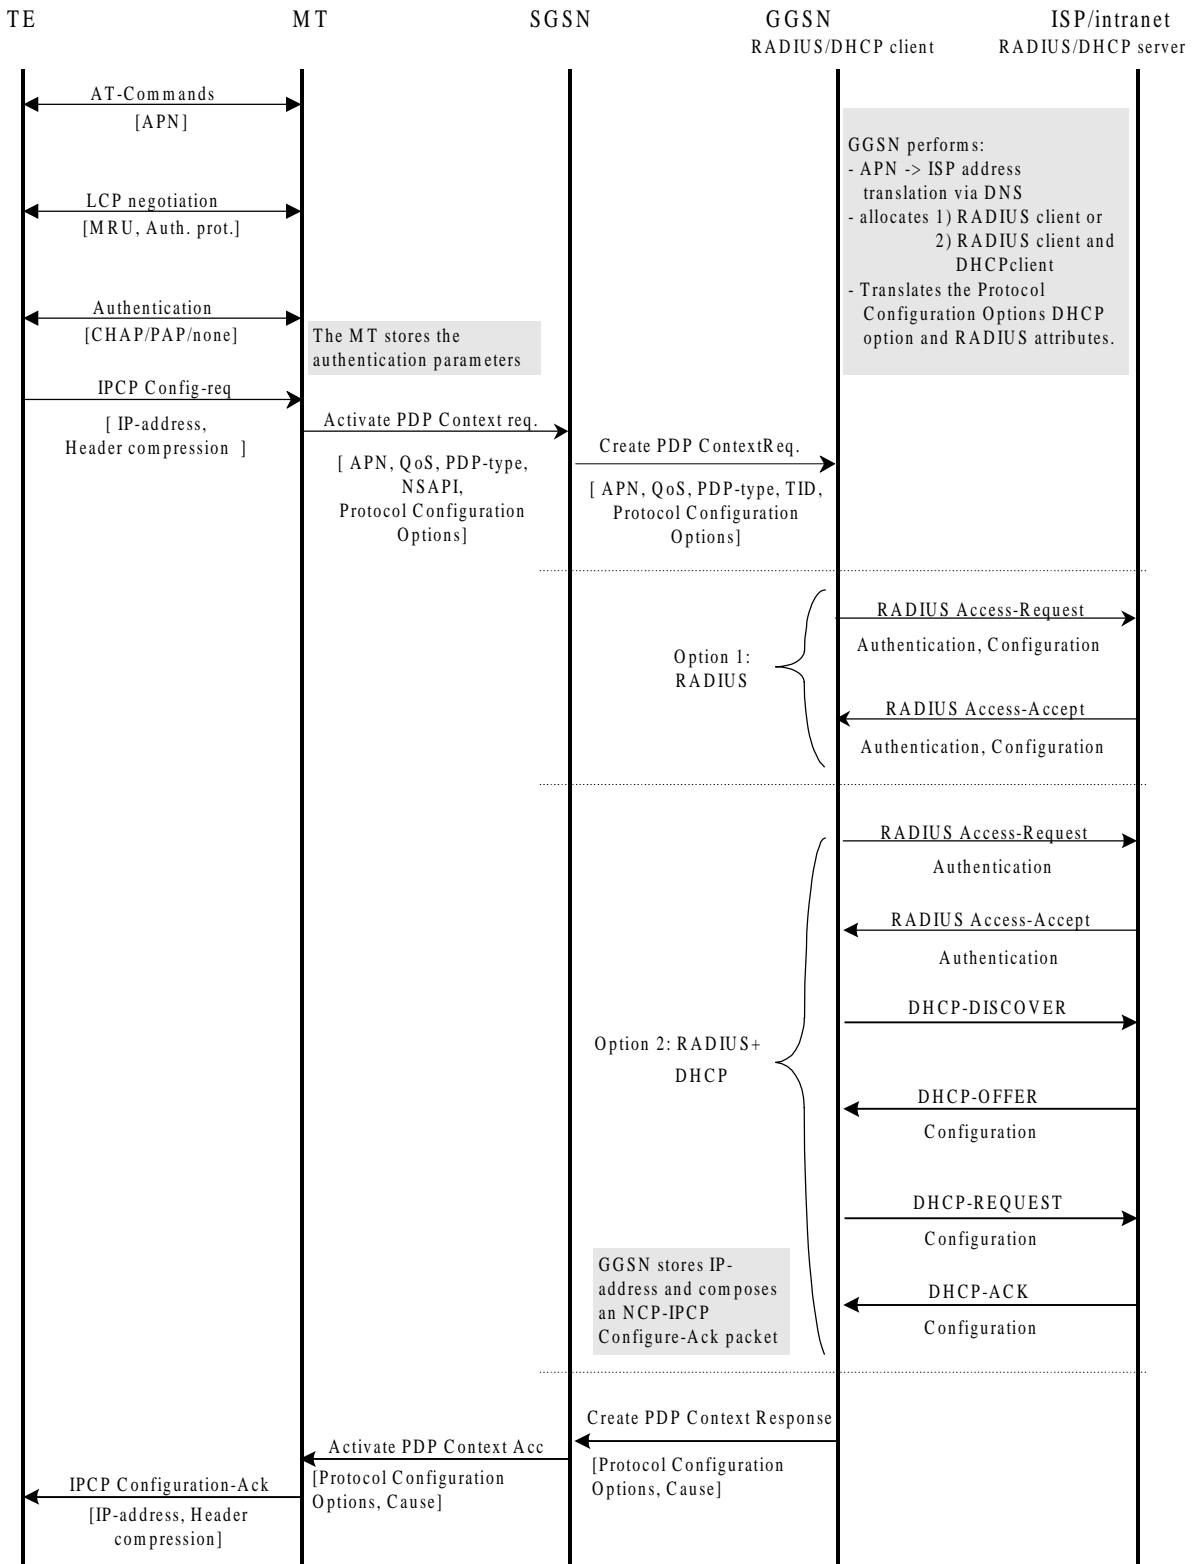 TE
MT
SGSN
GGSN
ISP/intranet
RADIUS/DHCP client
RADIUS/DHCP server
AT-Commands
[APN]
GGSN performs:
- APN -> ISP address
translation via DNS
- allocates 1) RADIUS client or
2) RADIUS client and
DHCPclient
- Translates the Protocol
Configuration Options DHCP
option and RADIUS attributes.
LCP negotiation
[MRU, Auth. prot.]
Authentication
[CHAP/PAP/none]
The MT stores the
authentication parameters
IPCP Config-req
[ IP-address,
Header compression ]
Activate PDP Context req.
[ APN, QoS, PDP-type,
NSAPI,
Protocol Configuration
Options]
Create PDP ContextReq.
[ APN, QoS, PDP-type, TID,
Protocol Configuration
Options]
Option 1:
RADIUS
RADIUS Access-Request
Authentication, Configuration
RADIUS Access-Accept
Authentication, Configuration
RADIUS Access-Request
Authentication
RADIUS Access-Accept
Authentication
DHCP-DISCOVER
Option 2: RADIUS+
DHCP
DHCP-OFFER
Configuration
DHCP-REQUEST
Configuration
GGSN stores IP-
address and composes
an NCP-IPCP
Configure-Ack packet
DHCP-ACK
Configuration
Create PDP Context Response
[Protocol Configuration
Options, Cause]
Activate PDP Context Acc
[Protocol Configuration
Options, Cause]
IPCP Configuration-Ack
[IP-address, Header
compression]